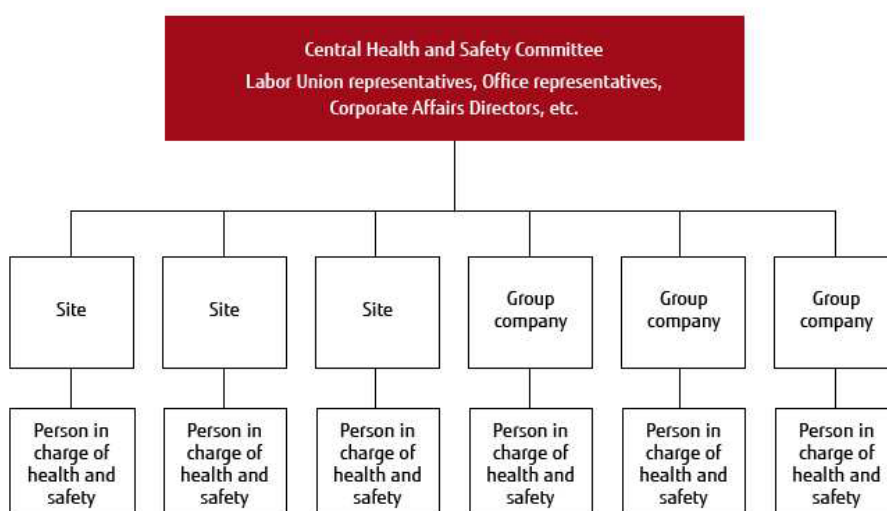 Central Health and Safety Committee
Labor Union representatives, Office representatives,
Corporate Affairs Directors, etc.
Site
Site
Site
Group
company
Group
company
Group
company
Person in
charge of
health and
safety
Person in
charge of
health and
safety
Person in
charge of
health and
safety
Person in
charge of
health and
safety
Person in
charge of
health and
safety
Person in
charge of
health and
safety